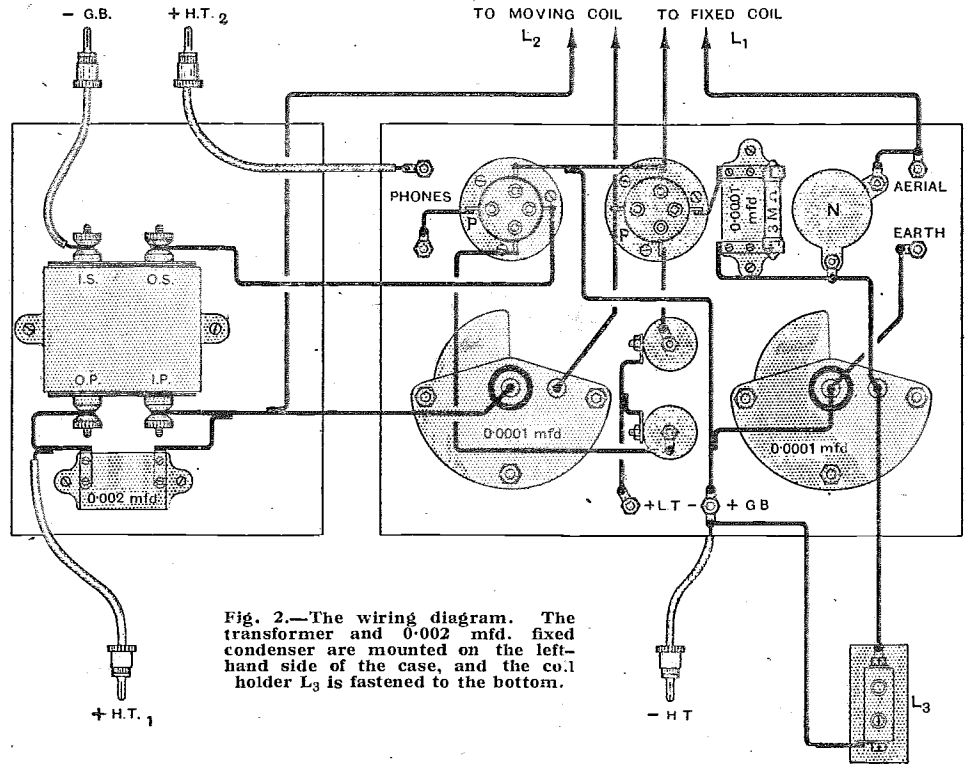 - G.B.
+ H.T. 2
TO MOVING COIL
L2
TO FIXED COIL
L1
PHONES
P
P
0·0001 mfd
3 M Ω
N
AERIAL
EARTH
I.S.
O.S.
O.P.
I.P.
0·002 mfd
0·0001 mfd
0·0001 mfd
+ L.T -
+ GB
Fig. 2.—The wiring diagram. The
transformer and 0·002 mfd. fixed
condenser are mounted on the left-
hand side of the case, and the coil
holder L3 is fastened to the bottom.
+ H.T. 1
- H T
L3